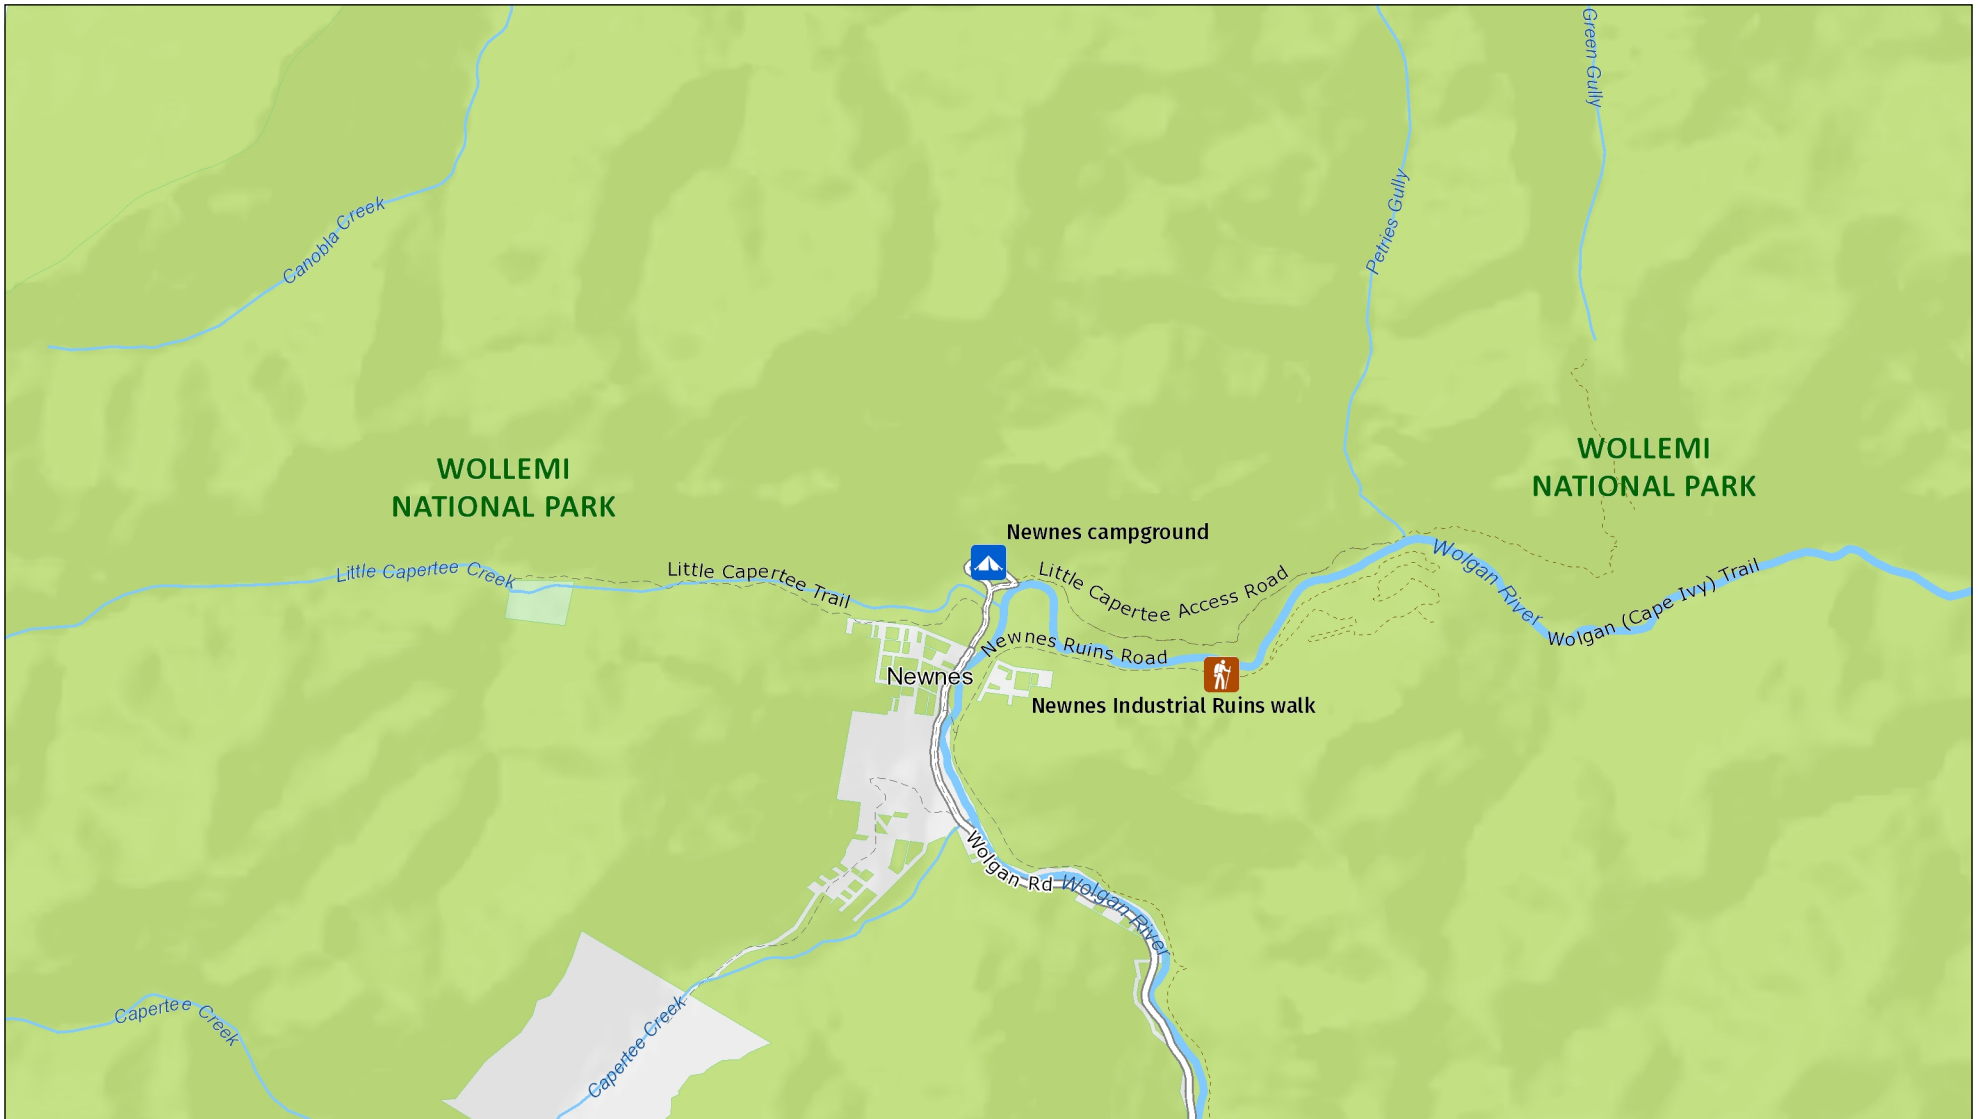 Green Gully
Petries Gully
Canobla Creek
WOLLEMI
NATIONAL PARK
WOLLEMI
NATIONAL PARK
Newnes campground
Little Capertee Creek
Little Capertee Trail
Little Capertee Access Road
Wolgan River
Wolgan (Cape Ivy) Trail
Newnes Ruins Road
Newnes
Newnes Industrial Ruins walk
Wolgan Rd
Wolgan River
Capertee Creek
Capertee Creek